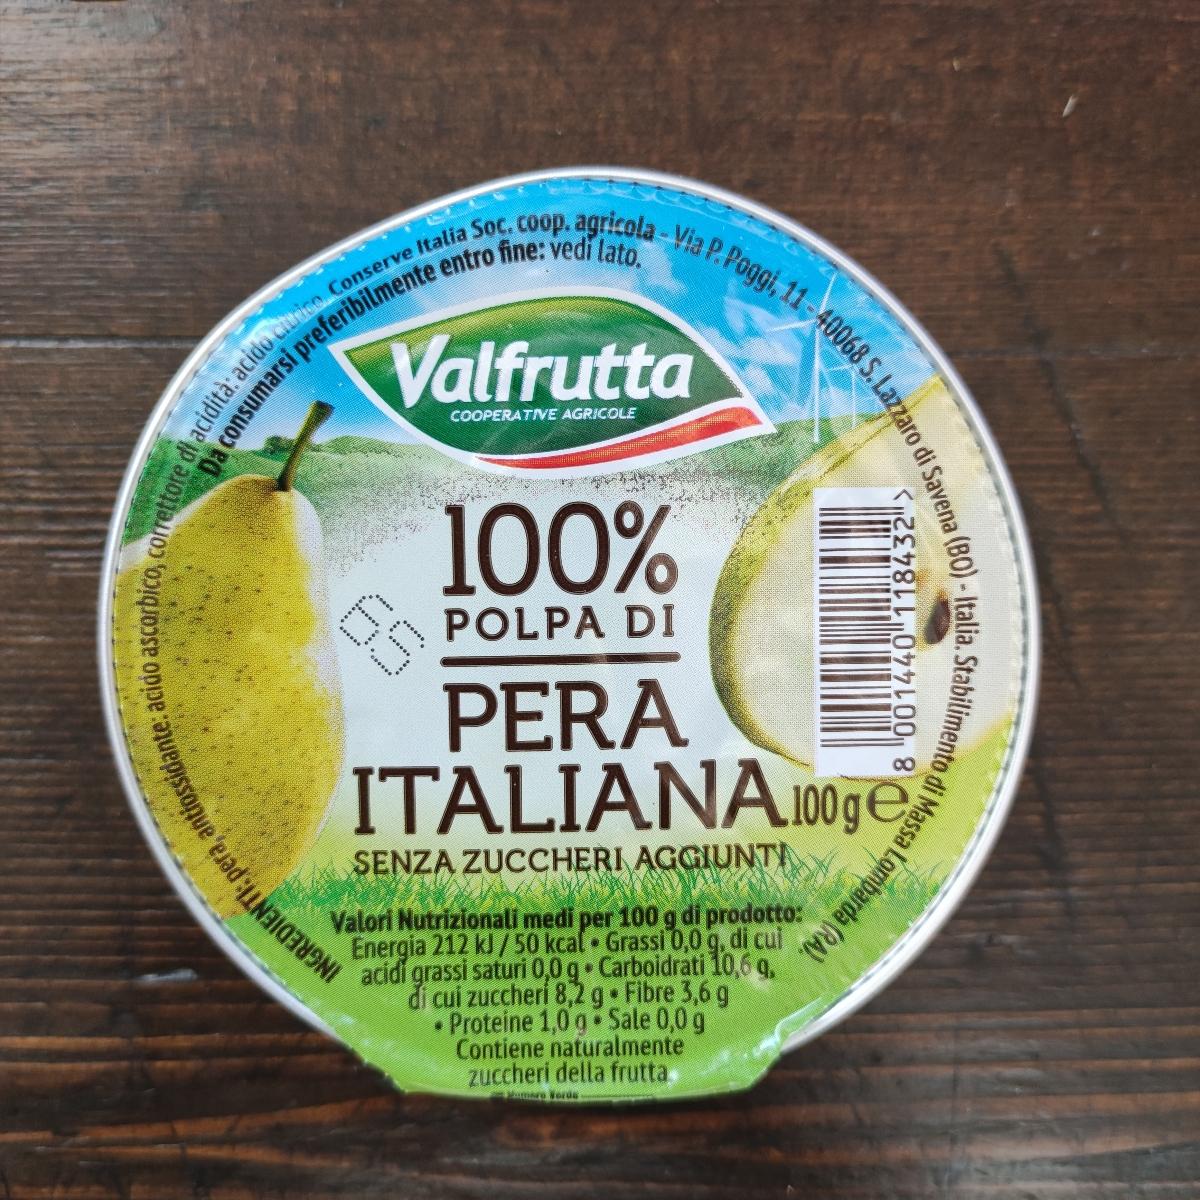 INGREDIENTI: pera, antiossidante: acido ascorbico, correttore di acidità: acido citrico. Conserve Italia Soc. coop. agricola - Via P. Poggi, 11 - 40068 S. Lazzaro di Savena (BO) - Italia. Stabilimento di Massa Lombarda (RA).
Da consumarsi preferibilmente entro fine: vedi lato.
Valfrutta
COOPERATIVE AGRICOLE
100%
POLPA DI
PERA
ITALIANA
100 g e
SENZA ZUCCHERI AGGIUNTI
8 001440 118432 >
Valori Nutrizionali medi per 100 g di prodotto:
Energia 212 kJ / 50 kcal • Grassi 0,0 g, di cui
acidi grassi saturi 0,0 g • Carboidrati 10,6 g,
di cui zuccheri 8,2 g • Fibre 3,6 g
• Proteine 1,0 g • Sale 0,0 g
Contiene naturalmente
zuccheri della frutta
Numero Verde